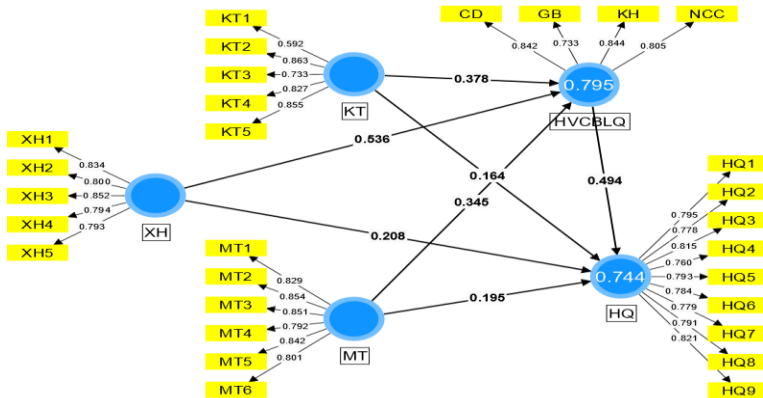 CD GB KH NCC
0.842 0.733 0.844 0.805
0.795
HVCBLQ
KT1
KT2
KT3
KT4
KT5
0.592
0.863
0.733
0.827
0.855
KT
0.378
0.536
0.164
0.345
0.494
0.208
0.195
XH1
XH2
XH3
XH4
XH5
0.834
0.800
0.852
0.794
0.793
XH
MT1
MT2
MT3
MT4
MT5
MT6
0.829
0.854
0.851
0.792
0.842
0.801
MT
0.744
HQ
0.795
0.778
0.815
0.760
0.793
0.784
0.779
0.791
0.821
HQ1
HQ2
HQ3
HQ4
HQ5
HQ6
HQ7
HQ8
HQ9